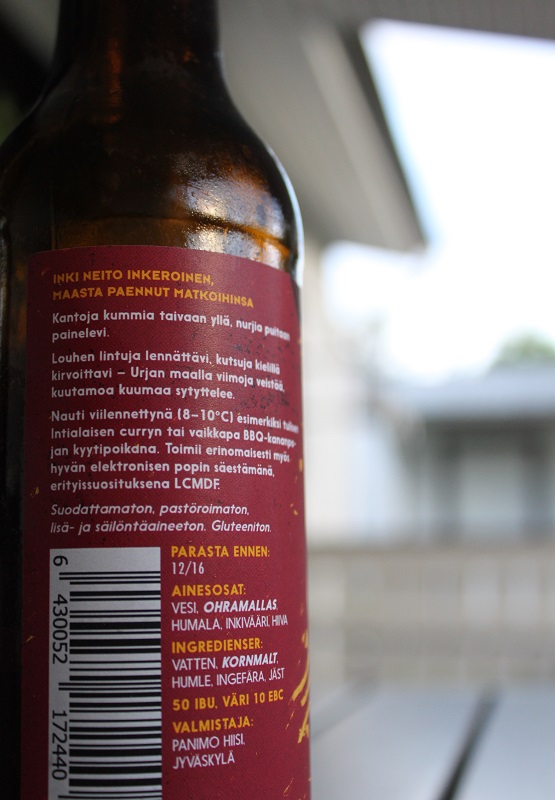 INKI NEITO INKEROINEN,
MAASTA PAENNUT MATKOIHINSA
Kantoja kummia taivaan yllä, nurjia puitaan
painelevi.
Louhen lintuja lennättävi, kutsuja kielillä
kirvoittavi – Urjan maalla viimoja veistää,
kuutamoa kuumaa sytyttelee.
Nauti viilennettynä (8–10°C) esimerkiksi tulisen
Intialaisen curryn tai vaikkapa BBQ-kananpo-
jan kyytipoikana. Toimii erinomaisesti myös
hyvän elektronisen popin säestämänä,
erityissuosituksena LCMDF.
Suodattamaton, pastöroimaton,
lisä- ja säilöntäaineeton. Gluteeniton.
PARASTA ENNEN:
12/16
AINESOSAT:
VESI, OHRAMALLAS,
HUMALA, INKIVÄÄRI, HIIVA
INGREDIENSER:
VATTEN, KORNMALT,
HUMLE, INGEFÄRA, JÄST
50 IBU, VÄRI 10 EBC
VALMISTAJA:
PANIMO HIISI,
JYVÄSKYLÄ
6 430052 172440